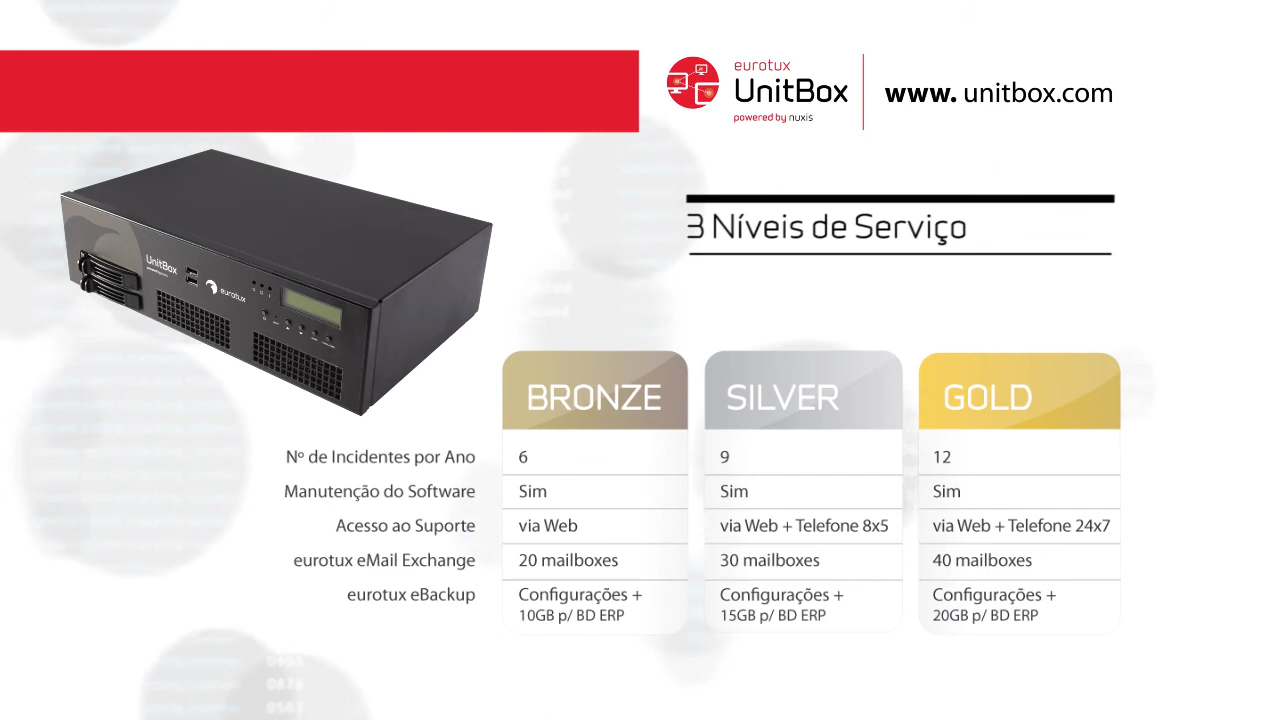 eurotux
UnitBox
powered by nuxis
www. unitbox.com
3 Níveis de Serviço
UnitBox
eurotux
BRONZE SILVER GOLD
Nº de Incidentes por Ano 6 9 12
Manutenção do Software Sim Sim Sim
Acesso ao Suporte via Web via Web + Telefone 8x5 via Web + Telefone 24x7
eurotux eMail Exchange 20 mailboxes 30 mailboxes 40 mailboxes
eurotux eBackup Configurações + Configurações + Configurações +
10GB p/ BD ERP 15GB p/ BD ERP 20GB p/ BD ERP